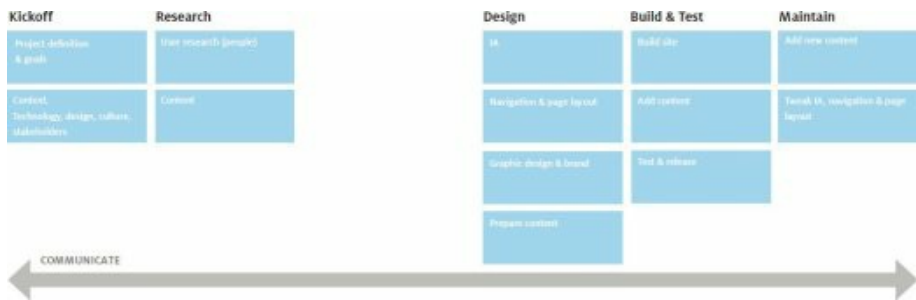 Kickoff
Research
Design
Build & Test
Maintain
Project definition
& goals
User research (people)
IA
Build site
Add new content
Context,
Technology, design, culture,
stakeholders
Content
Navigation & page layout
Add content
Tweak IA, navigation & page
layout
Graphic design & brand
Test & release
Prepare content
COMMUNICATE